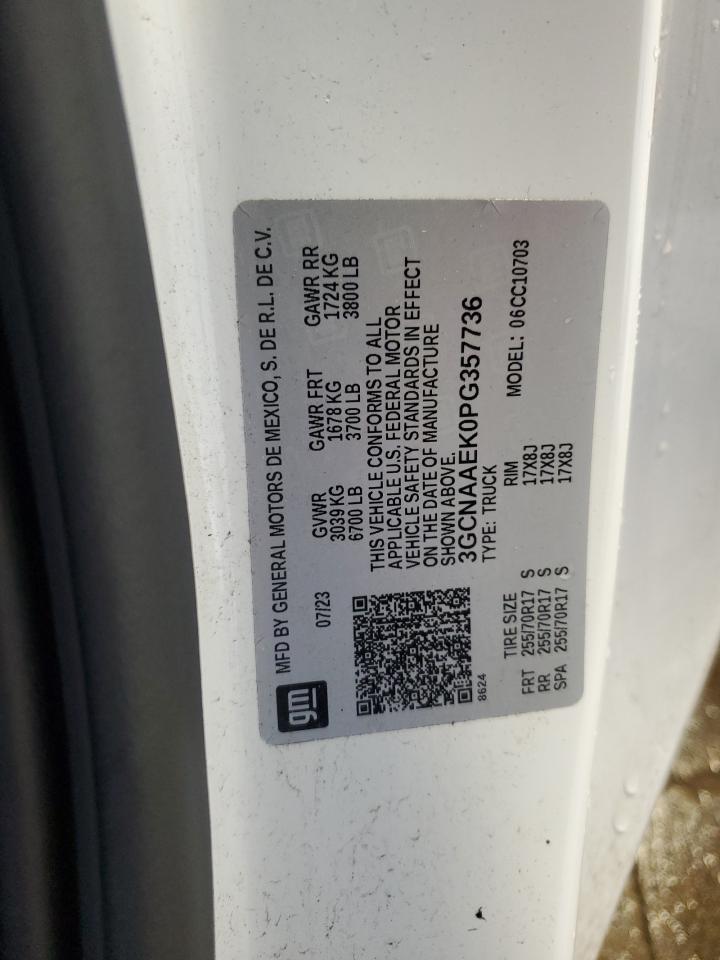 gm MFD BY GENERAL MOTORS DE MEXICO, S. DE R.L. DE C.V.
07/23 GVWR GAWR FRT GAWR RR
3039 KG 1678 KG 1724 KG
6700 LB 3700 LB 3800 LB
THIS VEHICLE CONFORMS TO ALL
APPLICABLE U.S. FEDERAL MOTOR
VEHICLE SAFETY STANDARDS IN EFFECT
ON THE DATE OF MANUFACTURE
SHOWN ABOVE.
3GCNAAEK0PG357736
8624 TYPE: TRUCK MODEL: 06CC10703
TIRE SIZE RIM
FRT 255/70R17 S 17X8J
RR 255/70R17 S 17X8J
SPA 255/70R17 S 17X8J